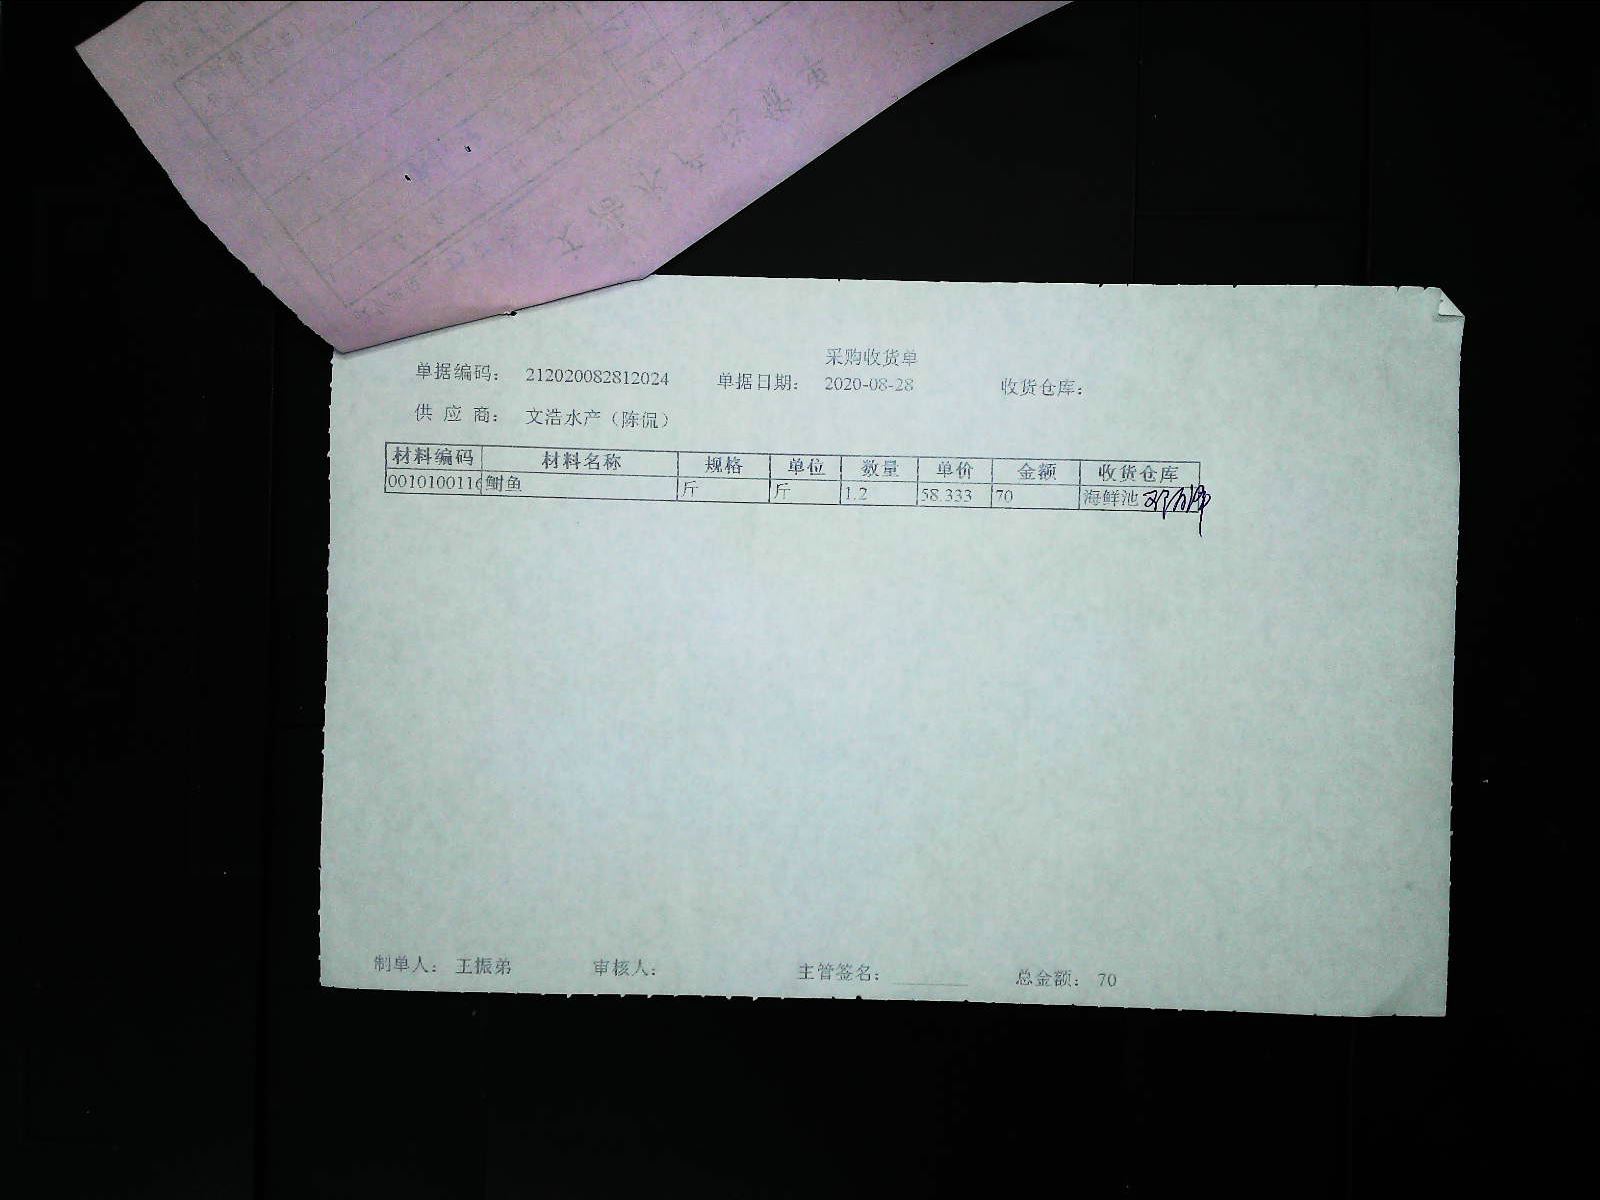 采购收货单
单据编码： 212020082812024 单据日期： 2020-08-28 收货仓库：
供 应 商： 文浩水产（陈侃）
材料编码 材料名称 规格 单位 数量 单价 金额 收货仓库
0010100116 鲥鱼 斤 斤 1.2 58.333 70 海鲜池
制单人： 王振弟 审核人： 主管签名： 总金额： 70